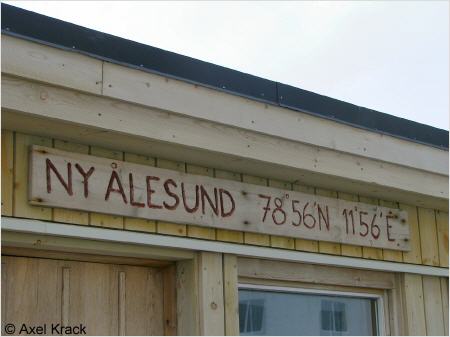 NY ÅLESUND 78°56'N 11°56'E.
© Axel Krack